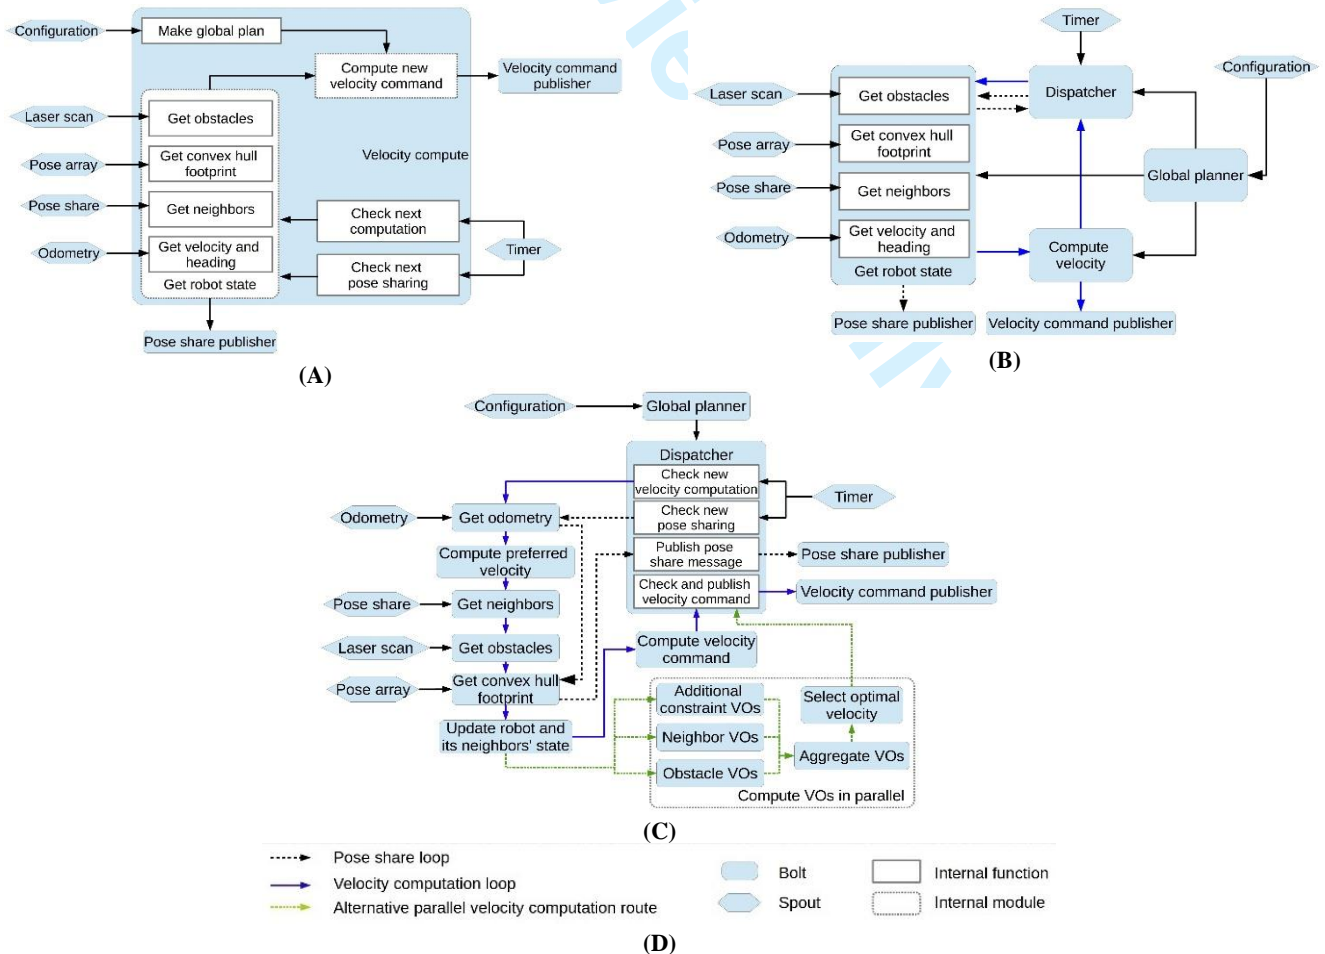 Configuration
Make global plan
Compute new
velocity command
Velocity command
publisher
Laser scan
Get obstacles
Pose array
Get convex hull
footprint
Velocity compute
Pose share
Get neighbors
Check next
computation
Odometry
Get velocity and
heading
Timer
Check next
pose sharing
Get robot state
Pose share publisher
(A)
Timer
Configuration
Laser scan
Get obstacles
Dispatcher
Pose array
Get convex hull
footprint
Global planner
Pose share
Get neighbors
Odometry
Get velocity and
heading
Compute
velocity
Get robot state
Pose share publisher
Velocity command publisher
(B)
Configuration
Global planner
Dispatcher
Check new
velocity computation
Timer
Odometry
Get odometry
Check new
pose sharing
Compute preferred
velocity
Publish pose
share message
Pose share publisher
Check and publish
velocity command
Velocity command publisher
Pose share
Get neighbors
Laser scan
Get obstacles
Compute velocity
command
Pose array
Get convex hull
footprint
Additional
constraint VOs
Select optimal
velocity
Update robot and
its neighbors' state
Neighbor VOs
Aggregate VOs
Obstacle VOs
Compute VOs in parallel
(C)
Pose share loop
Velocity computation loop
Alternative parallel velocity computation route
Bolt
Spout
Internal function
Internal module
(D)